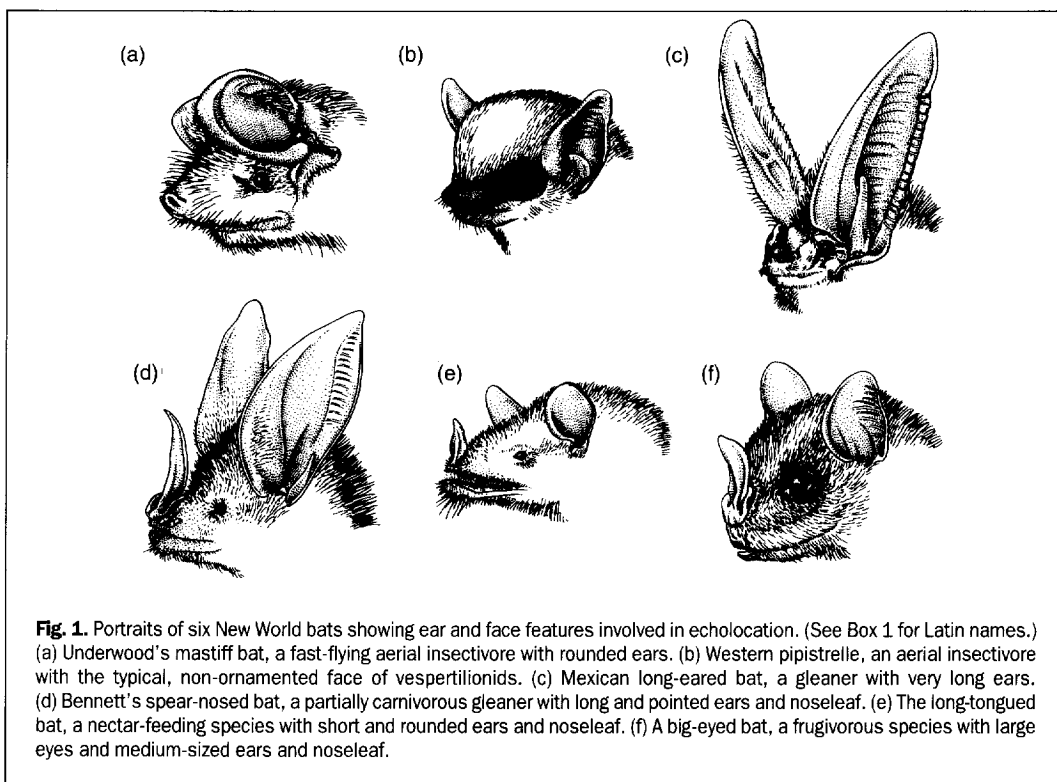 (a)
(b)
(c)
(d)
(e)
(f)
Fig. 1. Portraits of six New World bats showing ear and face features involved in echolocation. (See Box 1 for Latin names.)
(a) Underwood's mastiff bat, a fast-flying aerial insectivore with rounded ears. (b) Western pipistrelle, an aerial insectivore
with the typical, non-ornamented face of vespertilionids. (c) Mexican long-eared bat, a gleaner with very long ears.
(d) Bennett's spear-nosed bat, a partially carnivorous gleaner with long and pointed ears and noseleaf. (e) The long-tongued
bat, a nectar-feeding species with short and rounded ears and noseleaf. (f) A big-eyed bat, a frugivorous species with large
eyes and medium-sized ears and noseleaf.